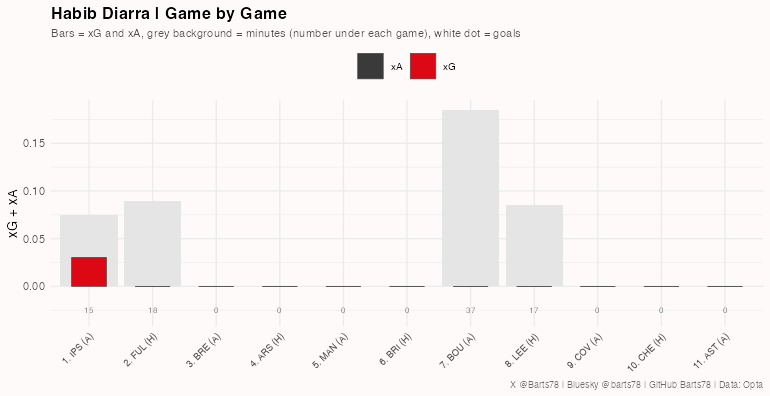 Habib Diarra | Game by Game
Bars = xG and xA, grey background = minutes (number under each game), white dot = goals
xA xG
xG + xA
0.15
0.10
0.05
0.00
15 18 0 0 0 0 37 17 0 0 0
1. IPS (A) 2. FUL (H) 3. BRE (A) 4. ARS (H) 5. MAN (A) 6. BRI (H) 7. BOU (A) 8. LEE (H) 9. COV (A) 10. CHE (H) 11. AST (A)
X @Barts78 | Bluesky @barts78 | GitHub Barts78 | Data: Opta